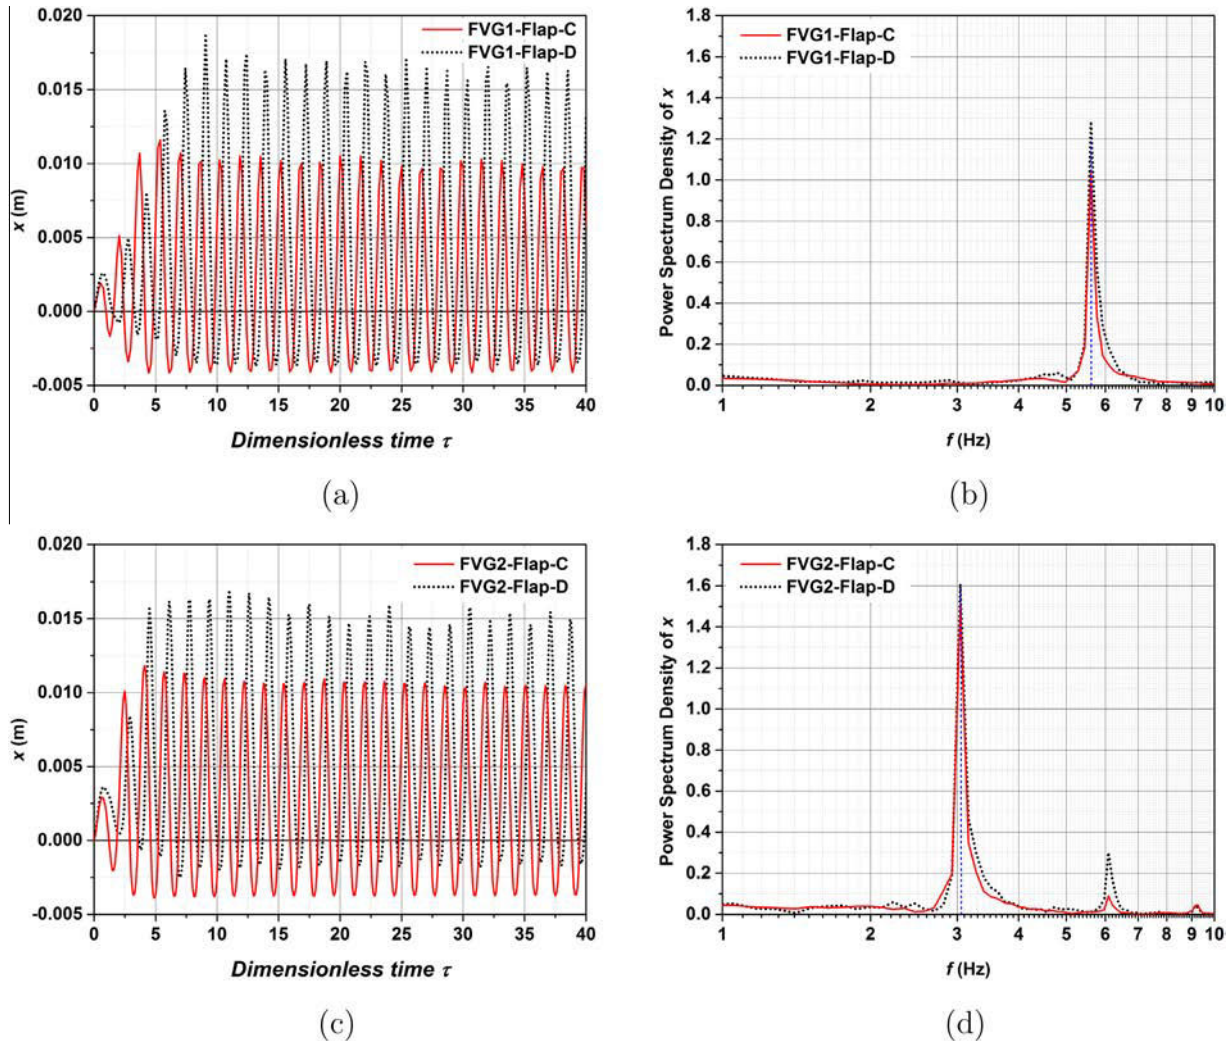 FVG1-Flap-C
FVG1-Flap-D
0.020
0.015
0.010
0.005
0.000
-0.005
x (m)
0 5 10 15 20 25 30 35 40
Dimensionless time τ
(a)
FVG1-Flap-C
FVG1-Flap-D
1.8
1.6
1.4
1.2
1.0
0.8
0.6
0.4
0.2
0.0
Power Spectrum Density of x
1 2 3 4 5 6 7 8 9 10
f (Hz)
(b)
FVG2-Flap-C
FVG2-Flap-D
0.020
0.015
0.010
0.005
0.000
-0.005
x (m)
0 5 10 15 20 25 30 35 40
Dimensionless time τ
(c)
FVG2-Flap-C
FVG2-Flap-D
1.8
1.6
1.4
1.2
1.0
0.8
0.6
0.4
0.2
0.0
Power Spectrum Density of x
1 2 3 4 5 6 7 8 9 10
f (Hz)
(d)